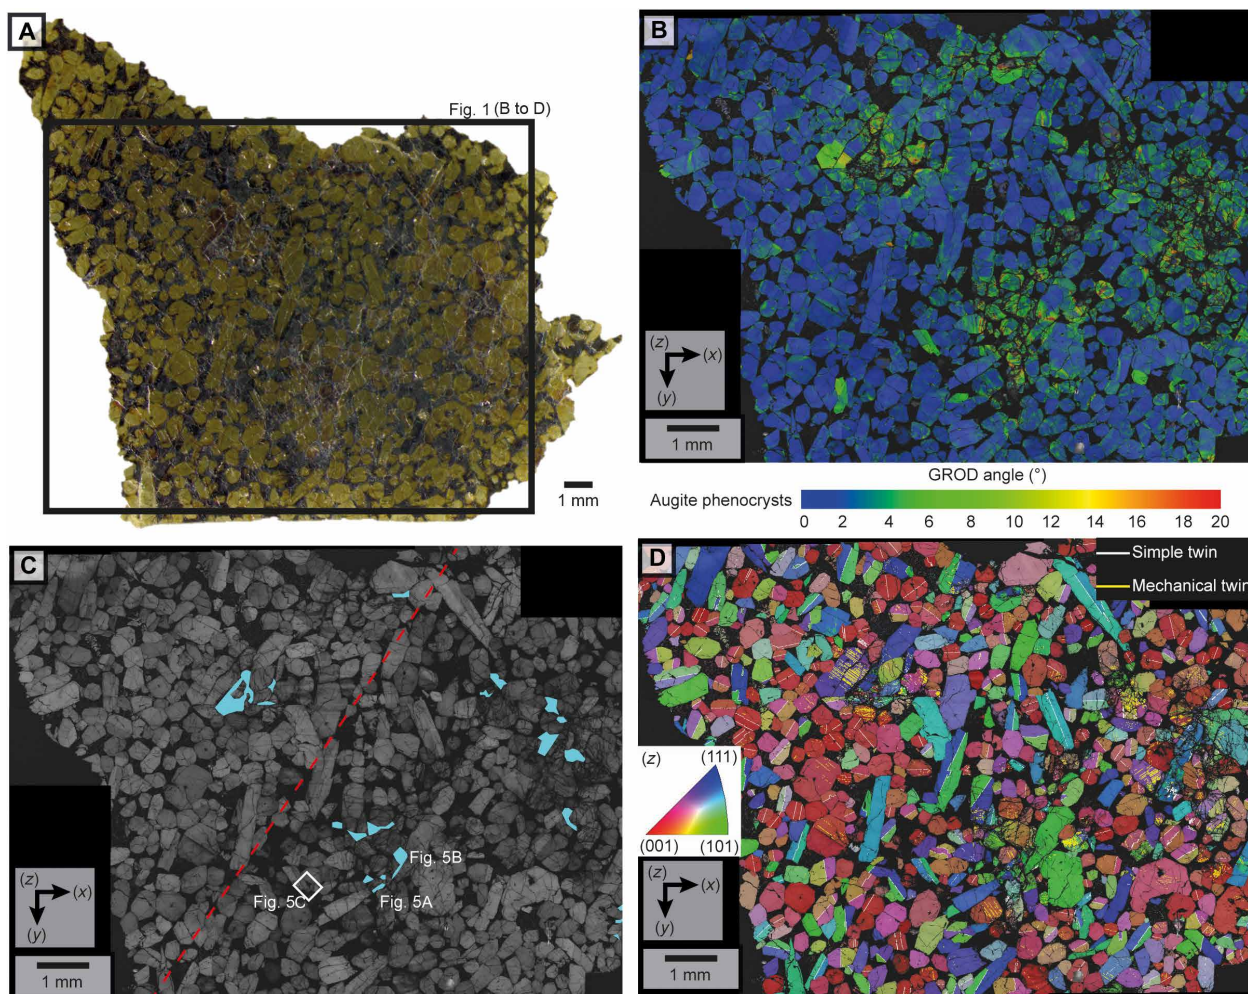 A
Fig. 1 (B to D)
1 mm
B
(z)
(x)
(y)
1 mm
GROD angle (°)
Augite phenocrysts
0 2 4 6 8 10 12 14 16 18 20
C
Fig. 5B
Fig. 5C
Fig. 5A
(z)
(x)
(y)
1 mm
D
Simple twin
Mechanical twin
(z)
(111)
(001)
(101)
(z)
(x)
(y)
1 mm